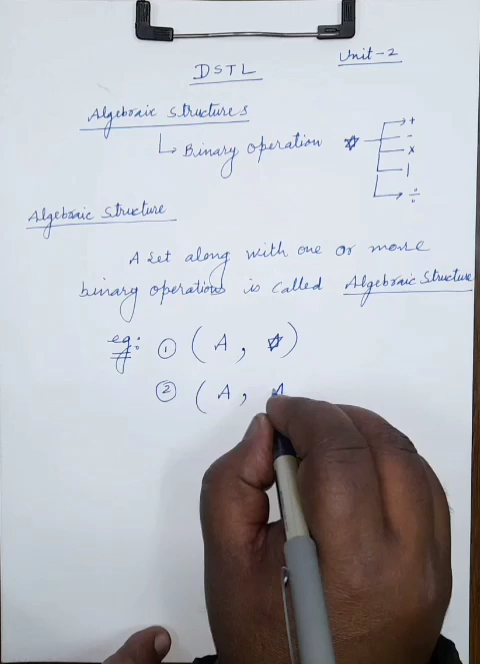 Unit-2
DSTL
Algebraic Structures
↳ Binary operation ☆ + - x | ÷
Algebraic Structure
A set along with one or more
binary operations is called Algebraic Structure
eg: ① (A, ☆)
② (A,